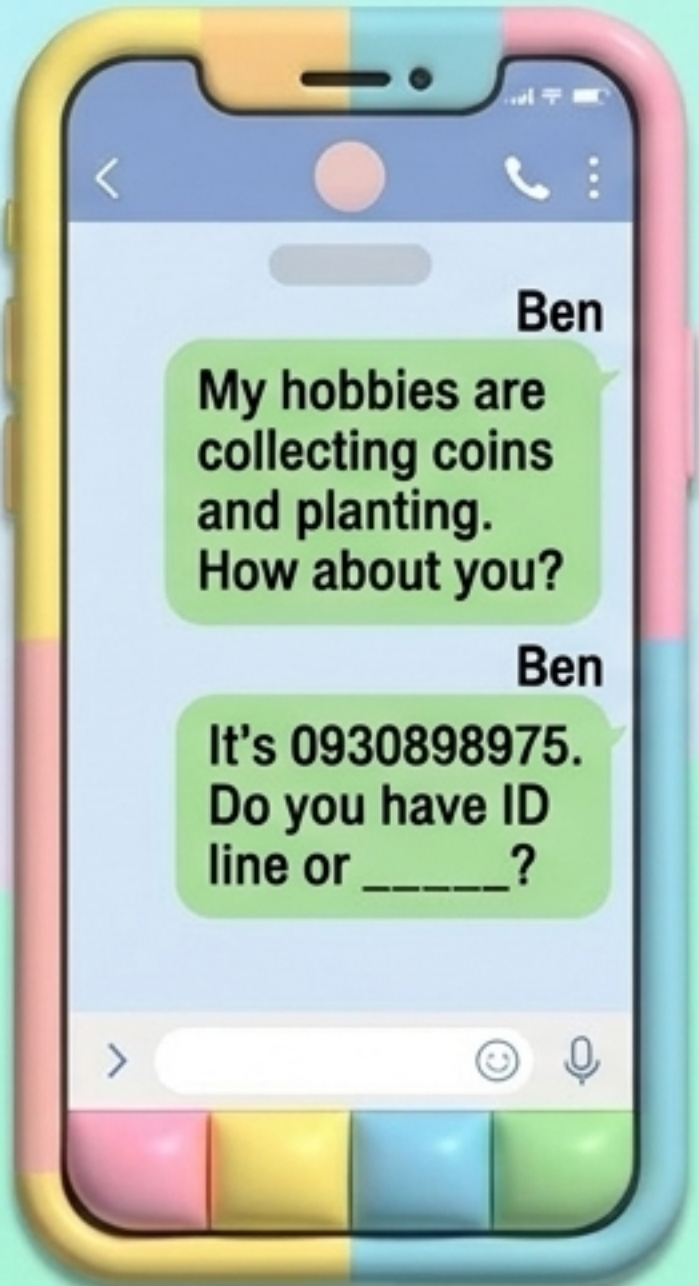 Ben
My hobbies are
collecting coins
and planting.
How about you?
Ben
It's 0930898975.
Do you have ID
line or _____?